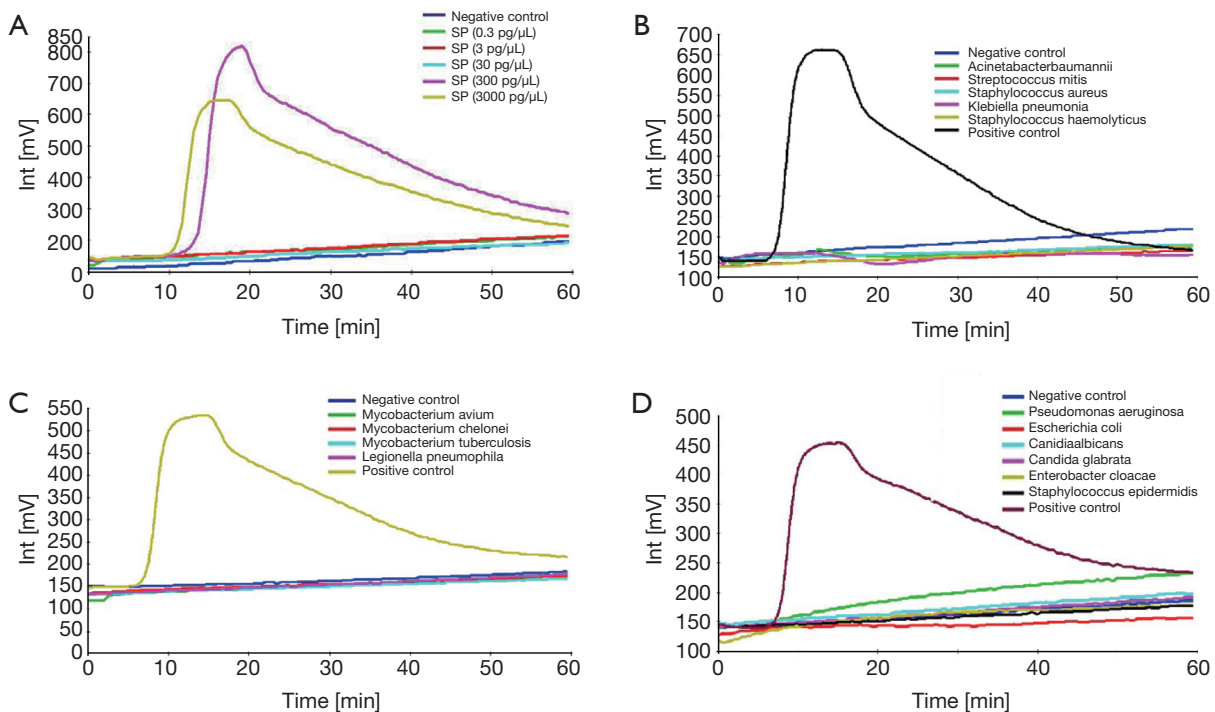 A
Int [mV]
850
800
600
400
200
0
0
10
20
30
40
50
60
Time [min]
Negative control
SP (0.3 pg/µL)
SP (3 pg/µL)
SP (30 pg/µL)
SP (300 pg/µL)
SP (3000 pg/µL)
B
Int [mV]
700
650
600
550
500
450
400
350
300
250
200
150
100
0
10
20
30
40
50
60
Time [min]
Negative control
Acinetabacterbaumannii
Streptococcus mitis
Staphylococcus aureus
Klebiella pneumonia
Staphylococcus haemolyticus
Positive control
C
Int [mV]
550
500
450
400
350
300
250
200
150
100
50
0
0
10
20
30
40
50
60
Time [min]
Negative control
Mycobacterium avium
Mycobacterium chelonei
Mycobacterium tuberculosis
Legionella pneumophila
Positive control
D
Int [mV]
500
450
400
350
300
250
200
150
100
0
10
20
30
40
50
60
Time [min]
Negative control
Pseudomonas aeruginosa
Escherichia coli
Canidiaalbicans
Candida glabrata
Enterobacter cloacae
Staphylococcus epidermidis
Positive control